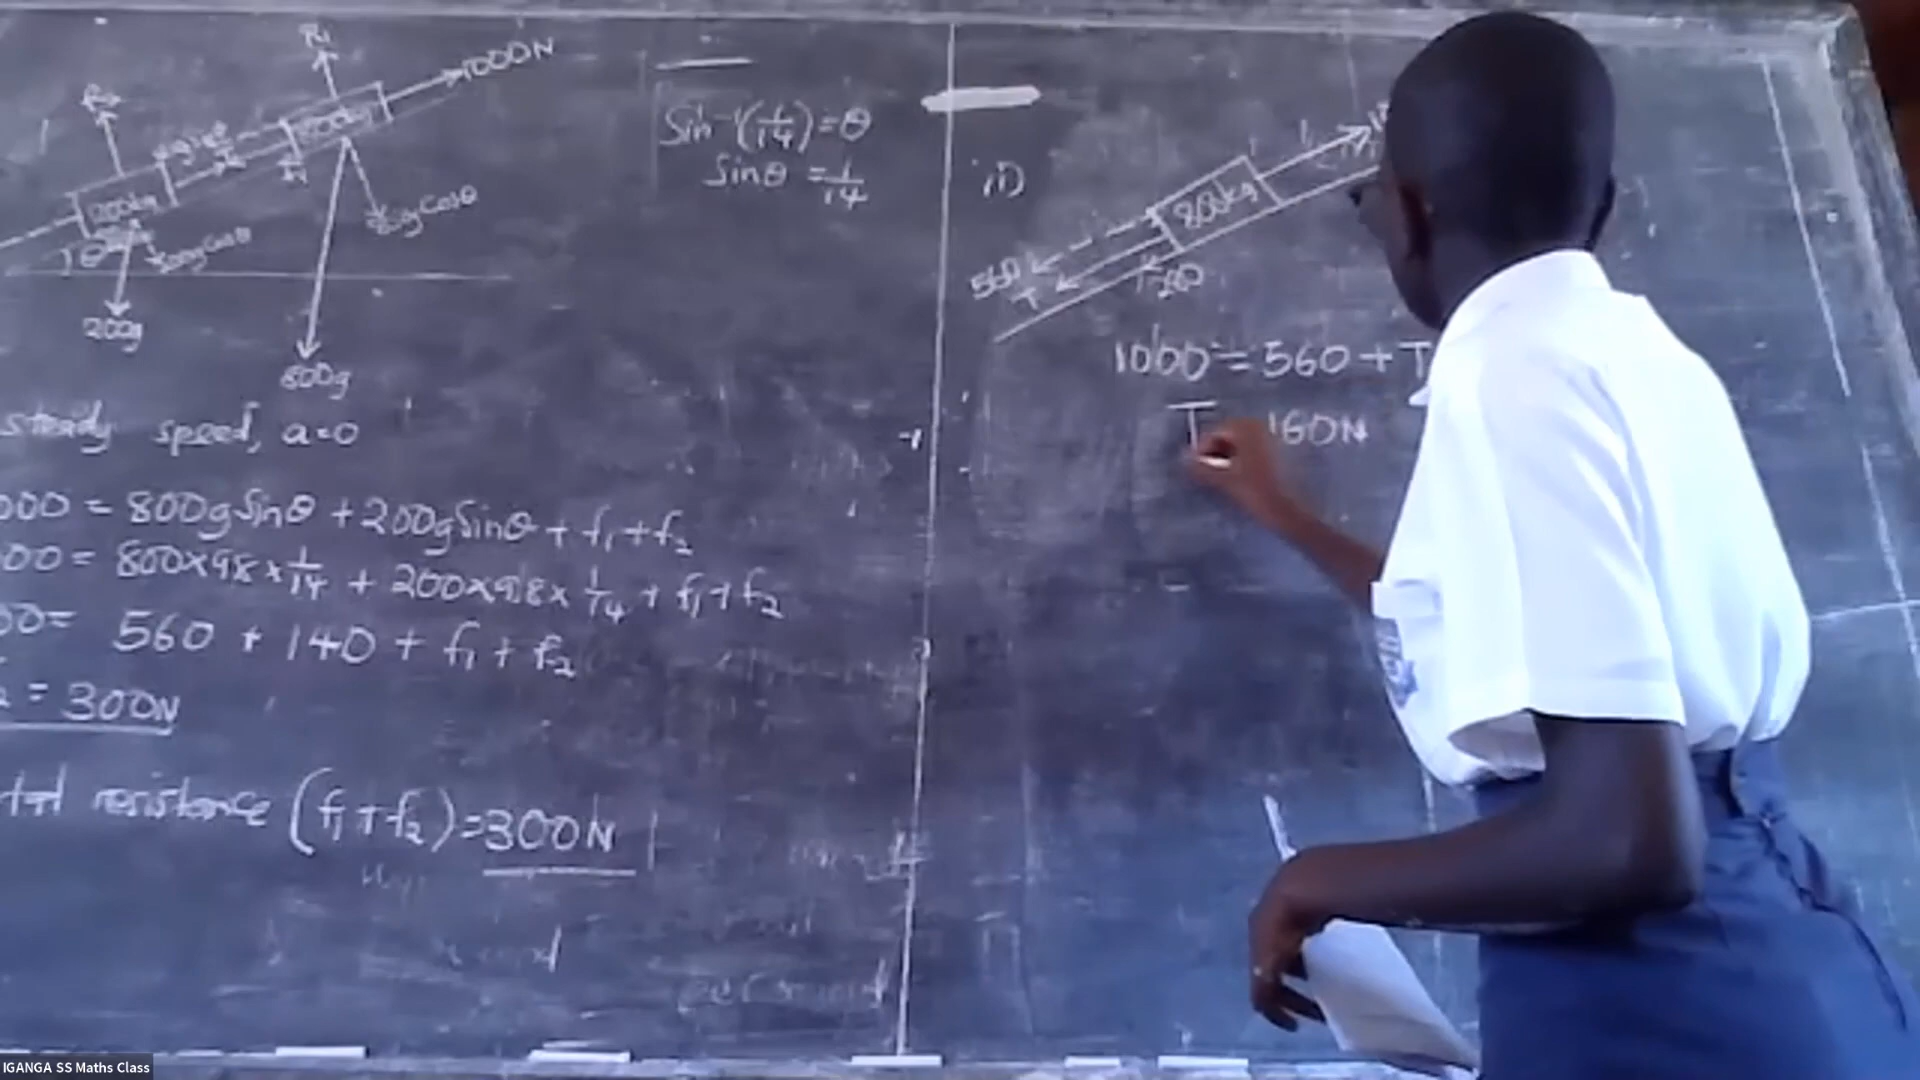 R₂
R₁
1000N
200kg
800kg
θ
200gCosθ
800gCosθ
200g
800g
Sin⁻¹(1/14)=θ
Sinθ = 1/14
steady speed, a=0
000 = 800gSinθ + 200gSinθ + f₁ + f₂
00 = 800×9.8×1/14 + 200×9.8×1/14 + f₁ + f₂
00= 560 + 140 + f₁ + f₂
2 = 300N
resistance (f₁+f₂)=300N
ii)
800kg
560
T
1000 = 560 + T
T 160N
IGANGA SS Maths Class